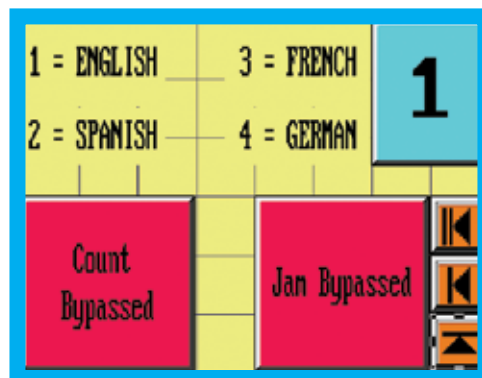 1 = ENGLISH
3 = FRENCH
1
2 = SPANISH
4 = GERMAN
Count
Bypassed
Jam Bypassed